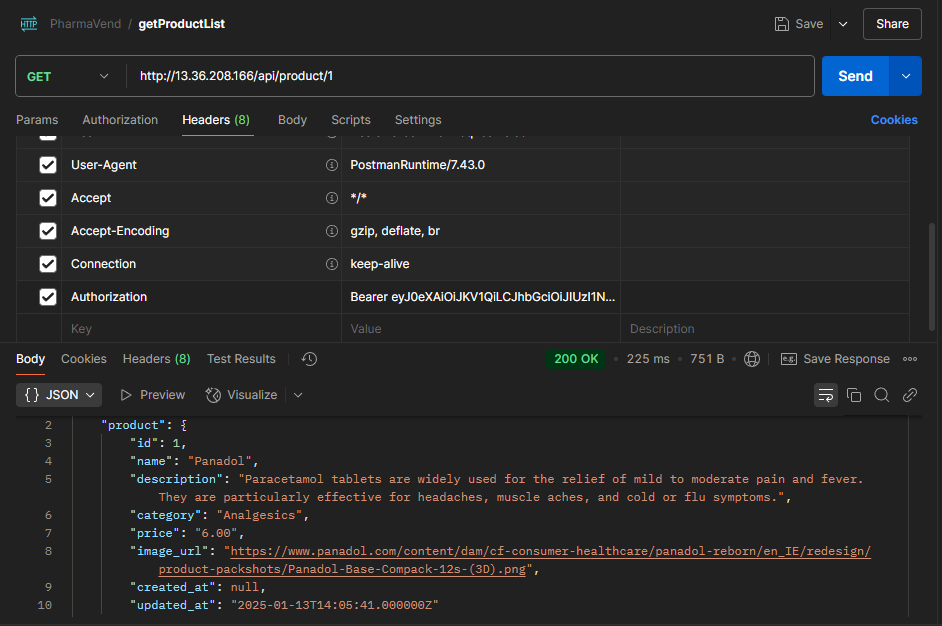 HTTP PharmaVend / getProductList Save Share
GET http://13.36.208.166/api/product/1 Send
Params Authorization Headers (8) Body Scripts Settings Cookies
User-Agent PostmanRuntime/7.43.0
Accept */*
Accept-Encoding gzip, deflate, br
Connection keep-alive
Authorization Bearer eyJ0eXAiOiJKV1QiLCJhbGciOiJIUzI1N...
Key Value Description
Body Cookies Headers (8) Test Results 200 OK • 225 ms • 751 B • e.g. Save Response
{} JSON Preview Visualize
2 "product": {
3 "id": 1,
4 "name": "Panadol",
5 "description": "Paracetamol tablets are widely used for the relief of mild to moderate pain and fever.
They are particularly effective for headaches, muscle aches, and cold or flu symptoms.",
6 "category": "Analgesics",
7 "price": "6.00",
8 "image_url": "https://www.panadol.com/content/dam/cf-consumer-healthcare/panadol-reborn/en_IE/redesign/
product-packshots/Panadol-Base-Compack-12s-(3D).png",
9 "created_at": null,
10 "updated_at": "2025-01-13T14:05:41.000000Z"